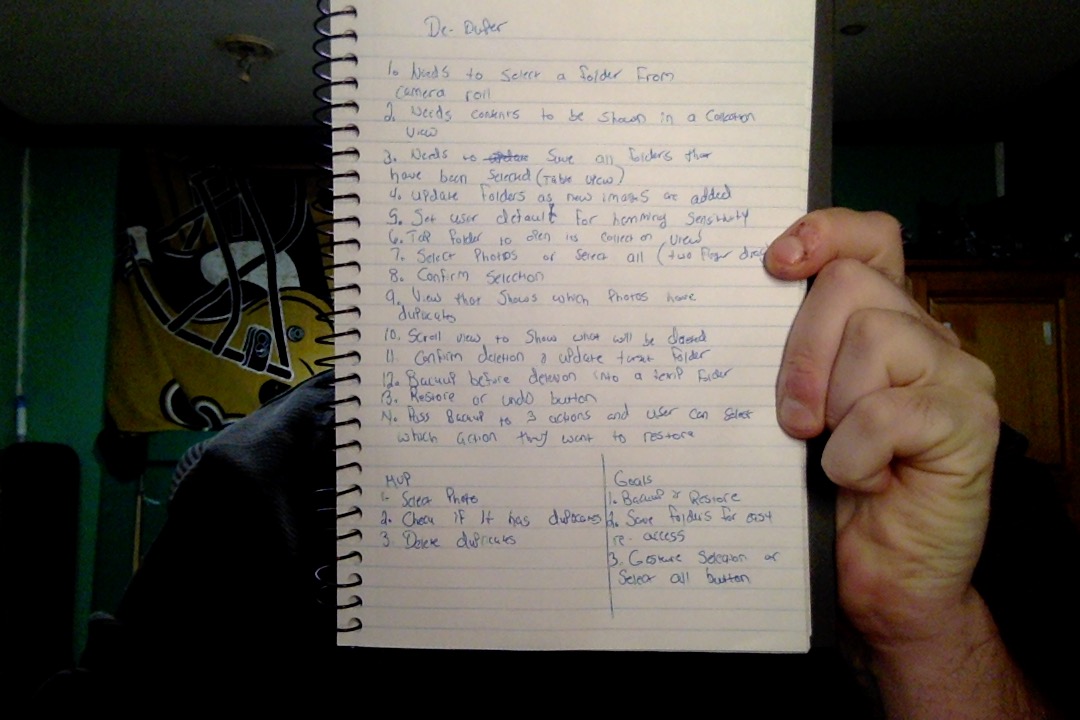 De-Duper
1. Needs to select a folder from
camera roll
2. Needs contents to be shown in a Collection
view
3. Needs to update Save all folders that
have been Selected (Table view)
4. update folders as new images are added
5. Set user default for hamming Sensitivity
6. Tap folder to open its collection view
7. Select Photos or select all (two finger drag)
8. Confirm Selection
9. View that shows which Photos have
duplicates
10. Scroll view to Show what will be deleted
11. Confirm deletion & update target folder
12. Backup before deletion into a temp folder
13. Restore or undo button
14. Pass Backup to 3 actions and user can select
which action they want to restore
MVP
1- Select Photo
2. Check if it has duplicates
3. Delete duplicates
Goals
1. Backup & Restore
2. Save folders for easy
re-access
3. Gesture Selection or
Select all button